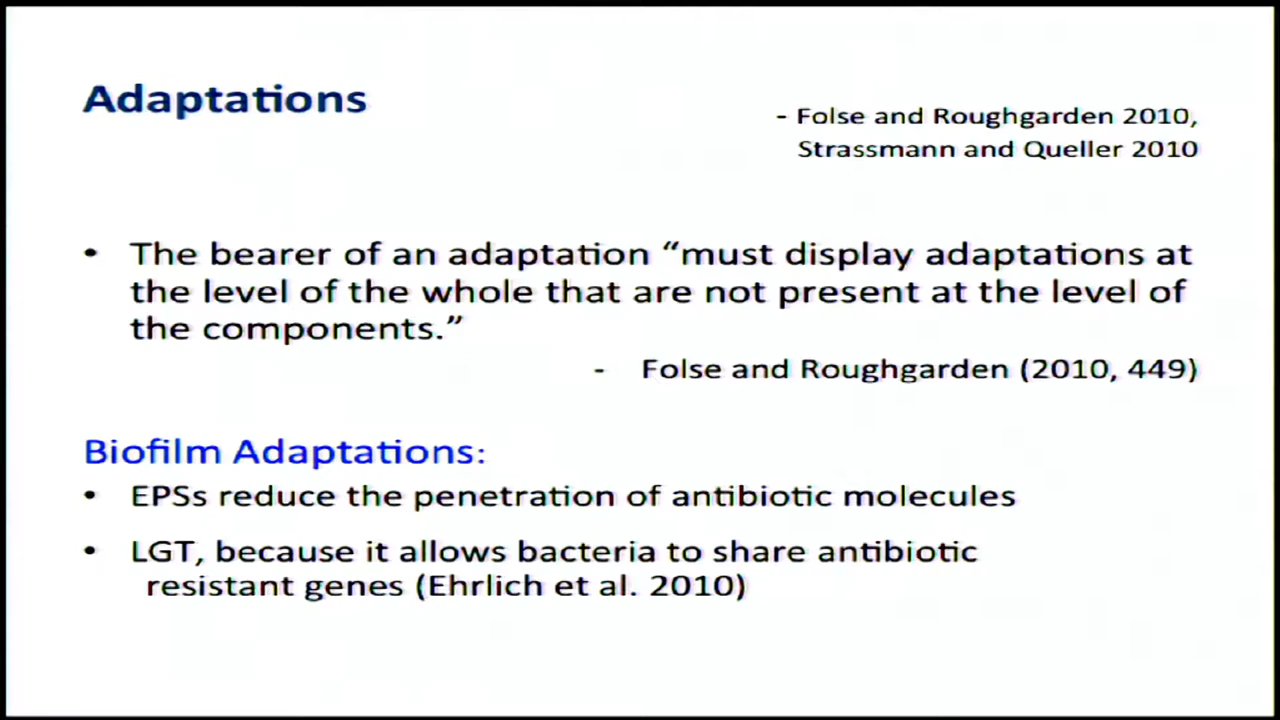 Adaptations
- Folse and Roughgarden 2010,
Strassmann and Queller 2010
• The bearer of an adaptation “must display adaptations at
the level of the whole that are not present at the level of
the components.”
- Folse and Roughgarden (2010, 449)
Biofilm Adaptations:
• EPSs reduce the penetration of antibiotic molecules
• LGT, because it allows bacteria to share antibiotic
resistant genes (Ehrlich et al. 2010)